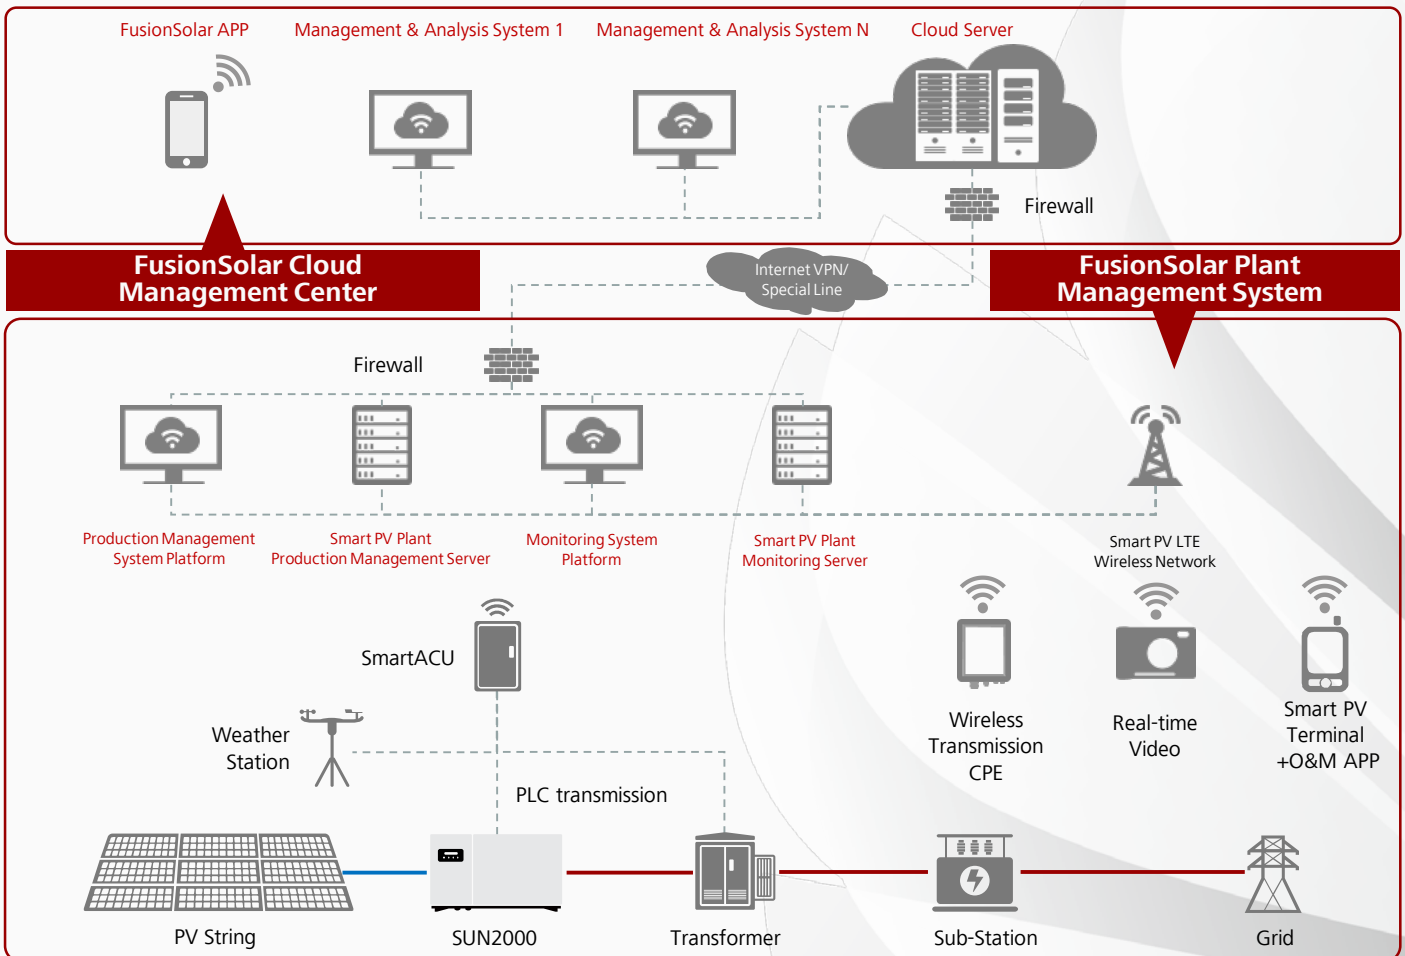 FusionSolar APP
Management & Analysis System 1
Management & Analysis System N
Cloud Server
Firewall
FusionSolar Cloud
Management Center
Internet VPN/
Special Line
FusionSolar Plant
Management System
Firewall
Production Management
System Platform
Smart PV Plant
Production Management Server
Monitoring System
Platform
Smart PV Plant
Monitoring Server
Smart PV LTE
Wireless Network
SmartACU
Weather
Station
Wireless
Transmission
CPE
Real-time
Video
Smart PV
Terminal
+O&M APP
PLC transmission
PV String
SUN2000
Transformer
Sub-Station
Grid